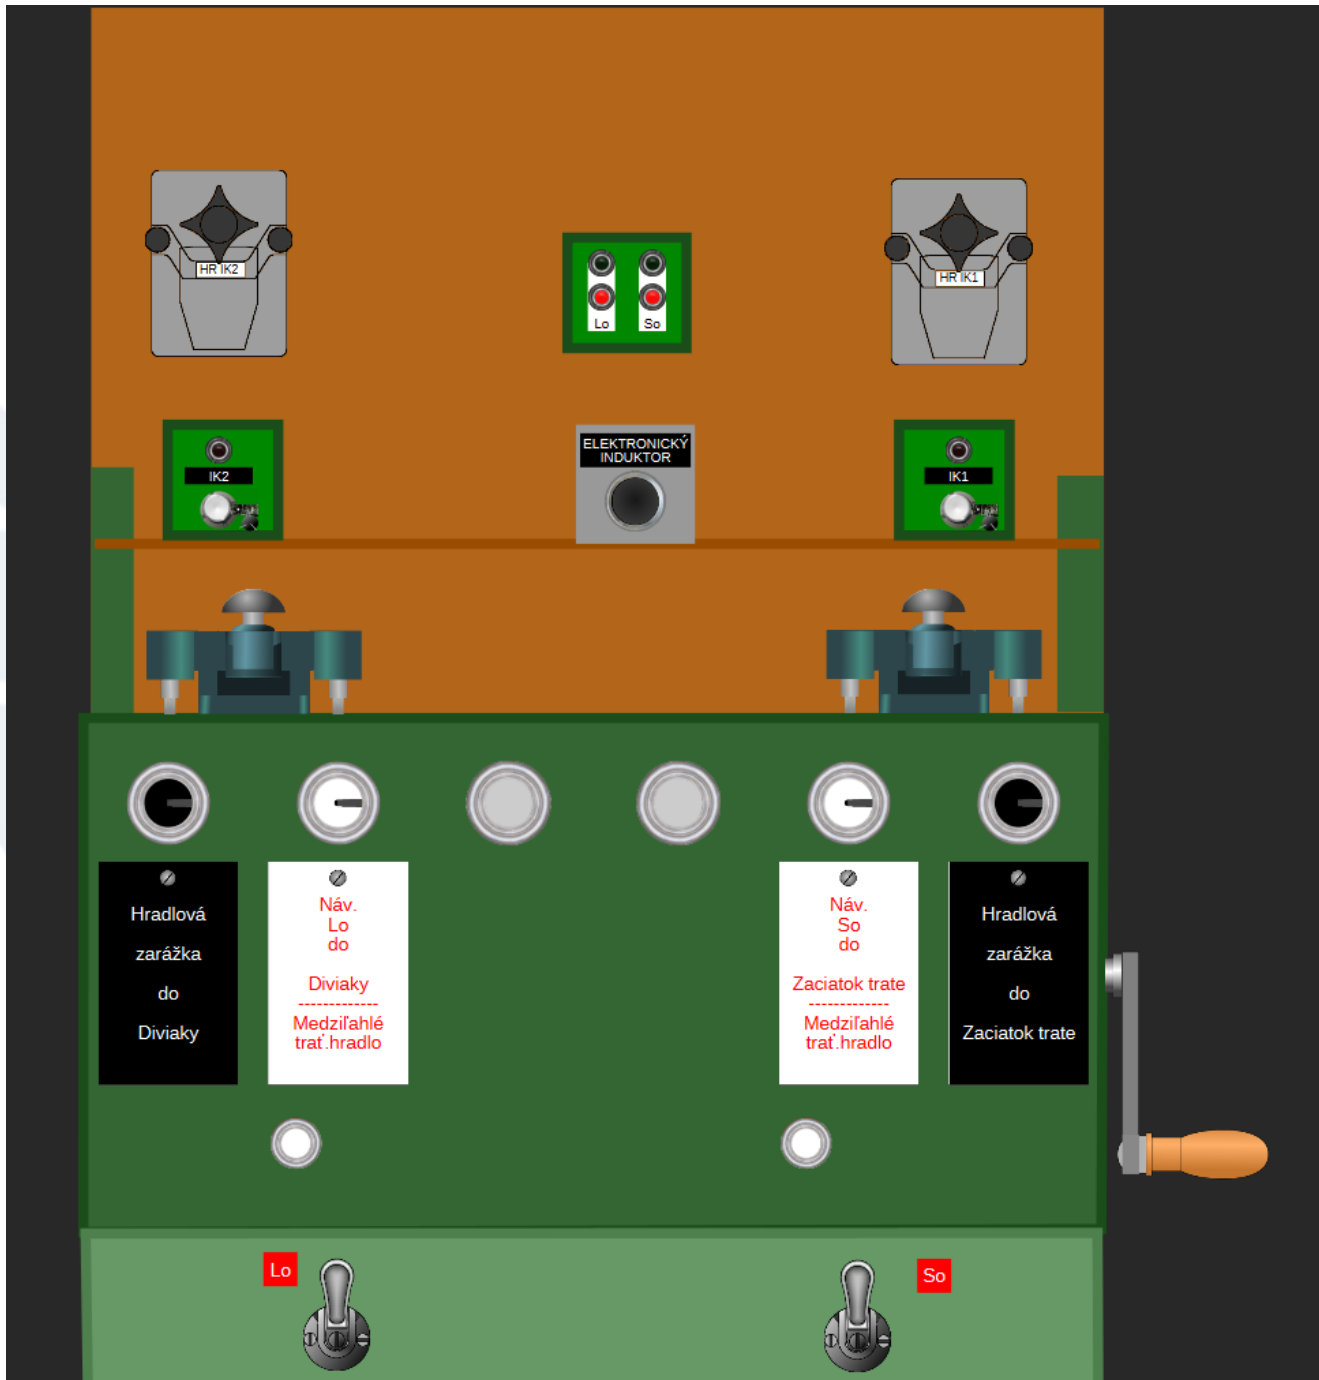 HR IK2
HR IK1
Lo
So
IK2
ELEKTRONICKÝ
INDUKTOR
IK1
Hradlová
zarážka
do
Diviaky
Náv.
Lo
do
Diviaky
-------------
Medziľahlé
trať.hradlo
Náv.
So
do
Zaciatok trate
-------------
Medziľahlé
trať.hradlo
Hradlová
zarážka
do
Zaciatok trate
Lo
So